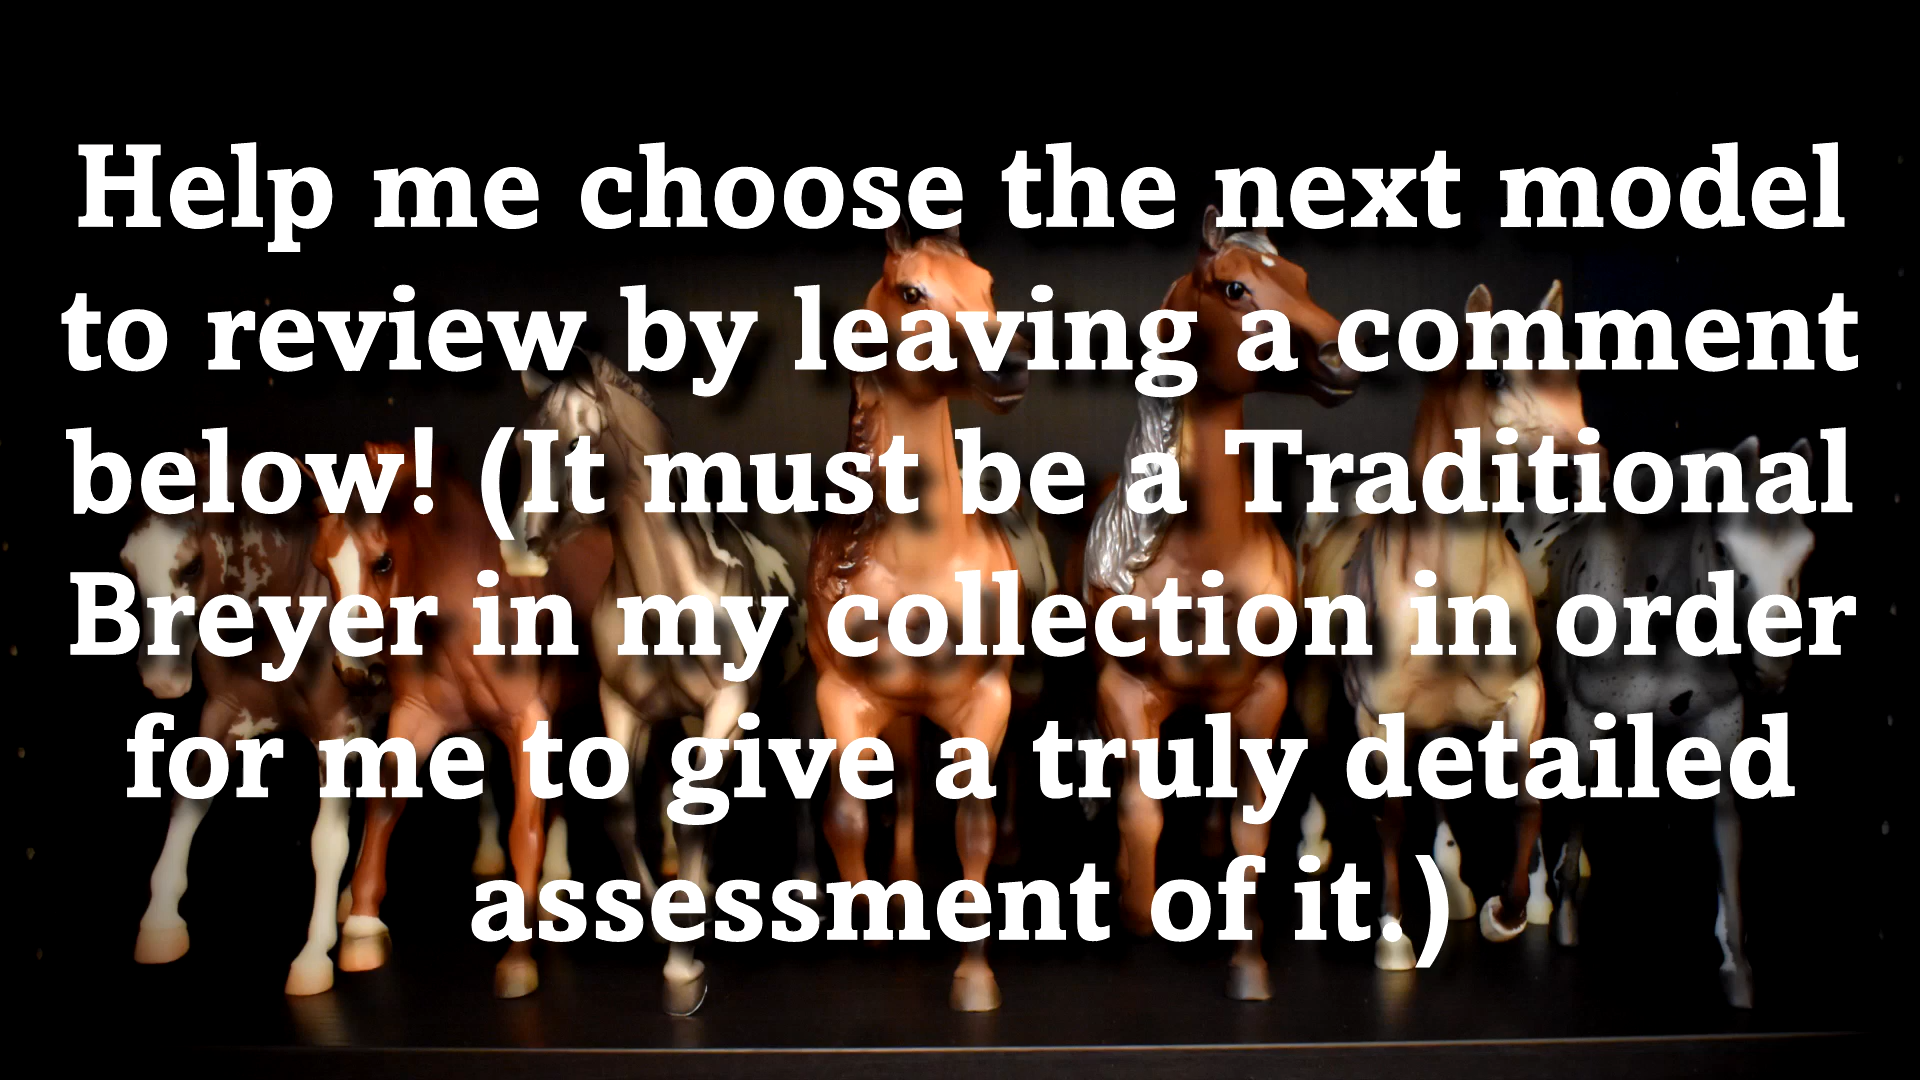 Help me choose the next model
to review by leaving a comment
below! (It must be a Traditional
Breyer in my collection in order
for me to give a truly detailed
assessment of it.)